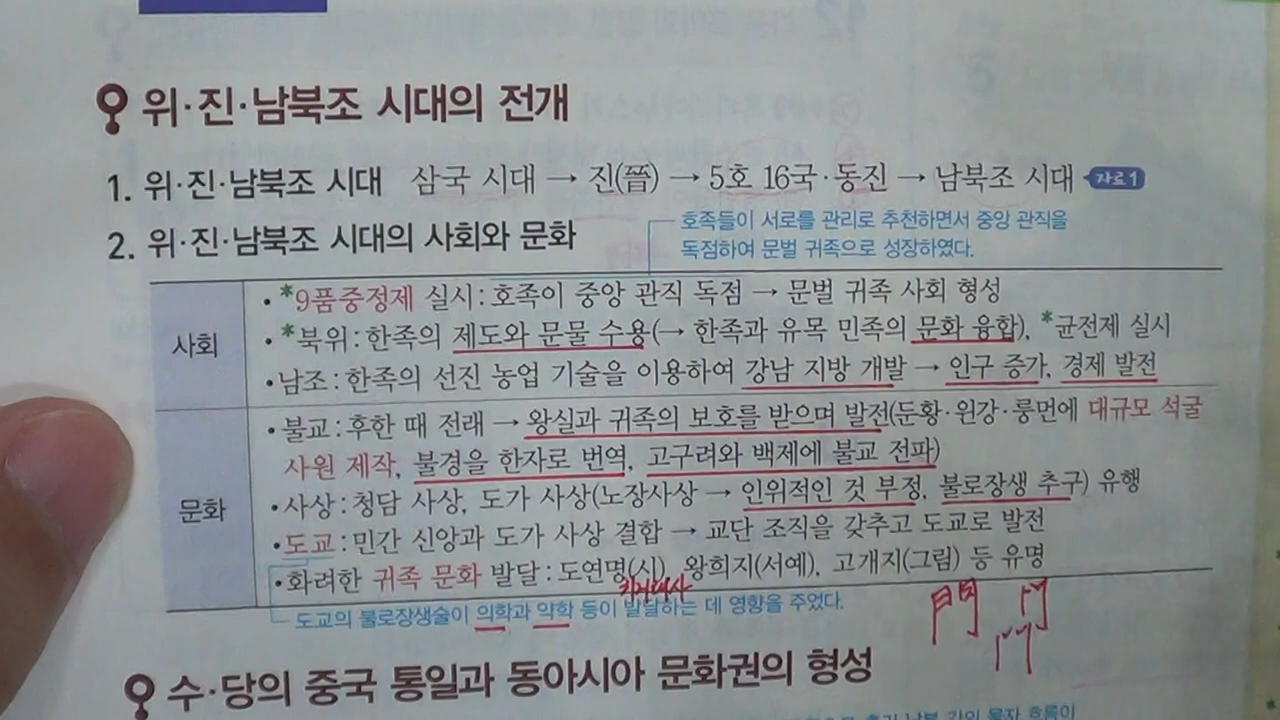 위·진·남북조 시대의 전개
1. 위·진·남북조 시대 삼국 시대 → 진(晉) → 5호 16국·동진 → 남북조 시대 자료1
호족들이 서로를 관리로 추천하면서 중앙 관직을
독점하여 문벌 귀족으로 성장하였다.
2. 위·진·남북조 시대의 사회와 문화
사회
• *9품중정제 실시: 호족이 중앙 관직 독점 → 문벌 귀족 사회 형성
• *북위: 한족의 제도와 문물 수용(→ 한족과 유목 민족의 문화 융합), *균전제 실시
• 남조: 한족의 선진 농업 기술을 이용하여 강남 지방 개발 → 인구 증가, 경제 발전
문화
• 불교: 후한 때 전래 → 왕실과 귀족의 보호를 받으며 발전(둔황·윈강·룽먼에 대규모 석굴
사원 제작, 불경을 한자로 번역, 고구려와 백제에 불교 전파)
• 사상: 청담 사상, 도가 사상(노장사상 → 인위적인 것 부정, 불로장생 추구) 유행
• 도교: 민간 신앙과 도가 사상 결합 → 교단 조직을 갖추고 도교로 발전
• 화려한 귀족 문화 발달: 도연명(시), 왕희지(서예), 고개지(그림) 등 유명
귀거래사
도교의 불로장생술이 의학과 약학 등이 발달하는 데 영향을 주었다.
門 门
수·당의 중국 통일과 동아시아 문화권의 형성